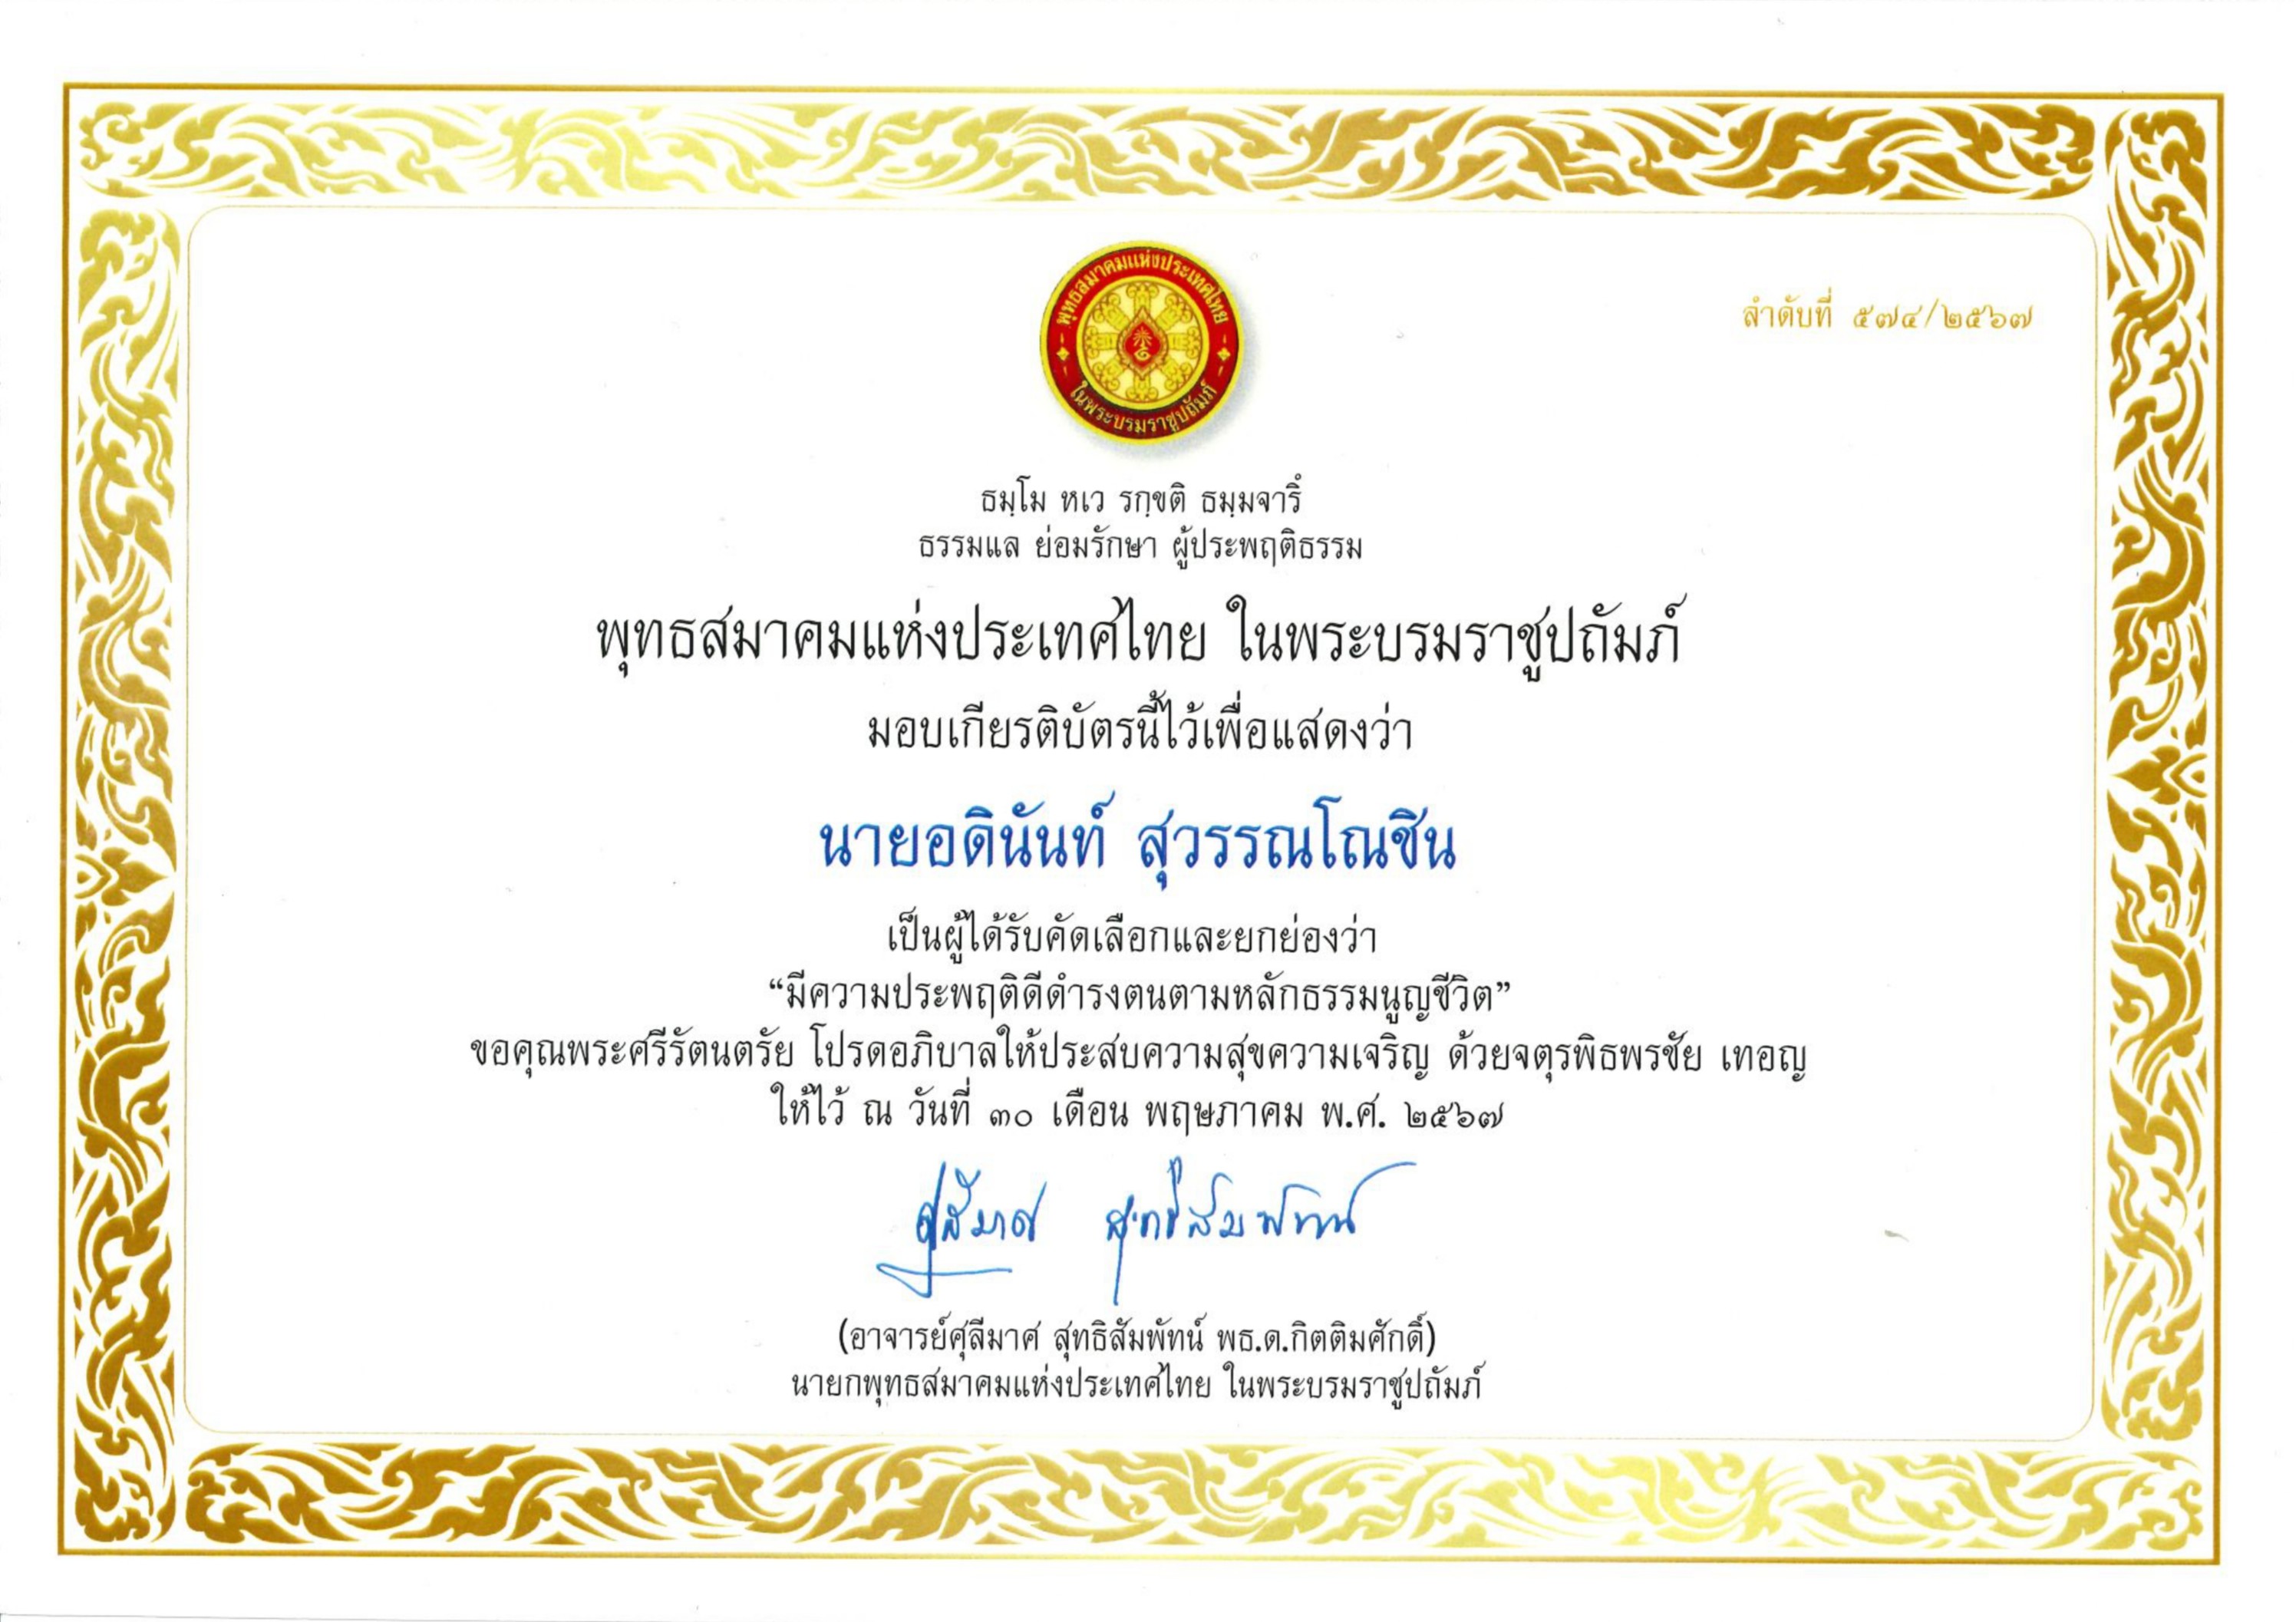 พุทธสมาคมแห่งประเทศไทย
ในพระบรมราชูปถัมภ์
ลำดับที่ ๕๗๔/๒๕๖๗
ธมฺโม หเว รกฺขติ ธมฺมจารึ
ธรรมแล ย่อมรักษา ผู้ประพฤติธรรม
พุทธสมาคมแห่งประเทศไทย ในพระบรมราชูปถัมภ์
มอบเกียรติบัตรนี้ไว้เพื่อแสดงว่า
นายอดินันท์ สุวรรณโณชิน
เป็นผู้ได้รับคัดเลือกและยกย่องว่า
“มีความประพฤติดีดำรงตนตามหลักธรรมนูญชีวิต”
ขอคุณพระศรีรัตนตรัย โปรดอภิบาลให้ประสบความสุขความเจริญ ด้วยจตุรพิธพรชัย เทอญ
ให้ไว้ ณ วันที่ ๓๐ เดือน พฤษภาคม พ.ศ. ๒๕๖๗
ศุลีมาศ สุทธิสัมพัทน์
(อาจารย์ศุลีมาศ สุทธิสัมพัทน์ พธ.ด.กิตติมศักดิ์)
นายกพุทธสมาคมแห่งประเทศไทย ในพระบรมราชูปถัมภ์